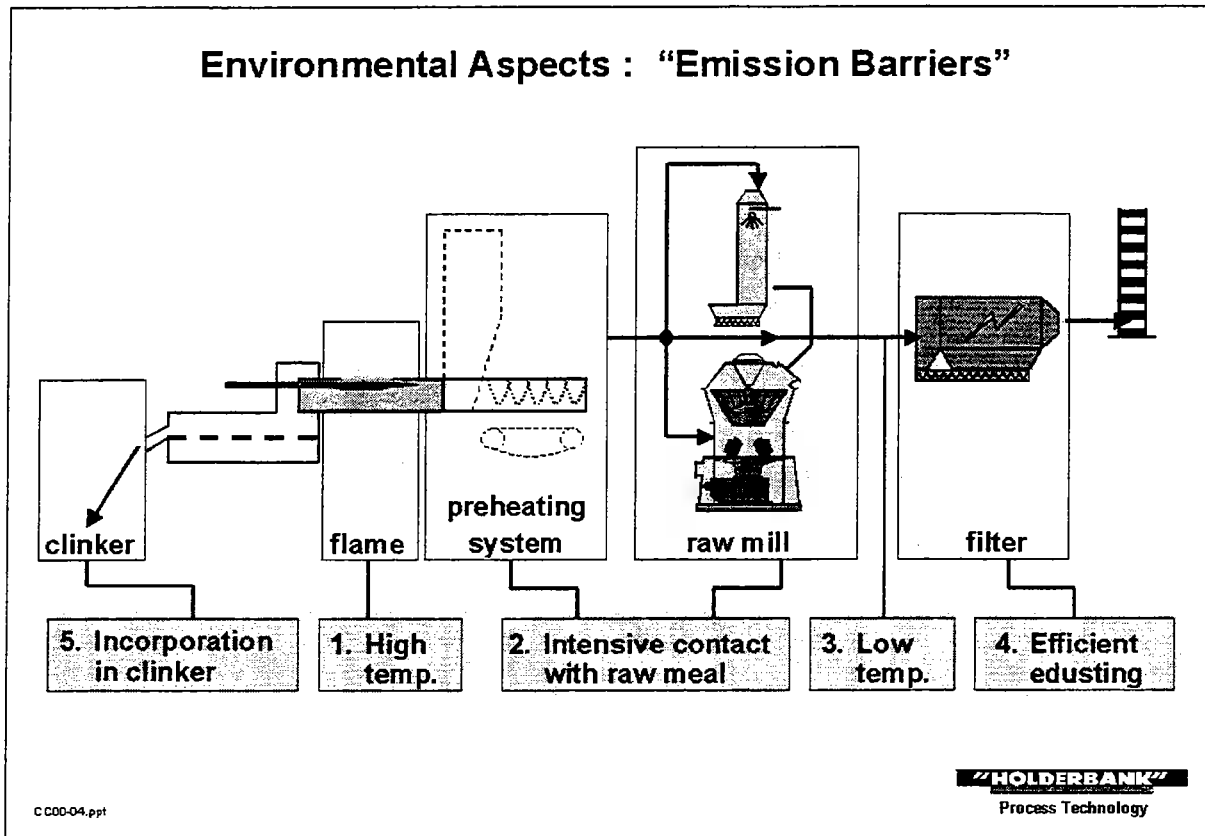 Environmental Aspects : “Emission Barriers”
clinker
flame
preheating
system
raw mill
filter
5. Incorporation
in clinker
1. High
temp.
2. Intensive contact
with raw meal
3. Low
temp.
4. Efficient
edusting
CC00-04.ppt
"HOLDERBANK"
Process Technology